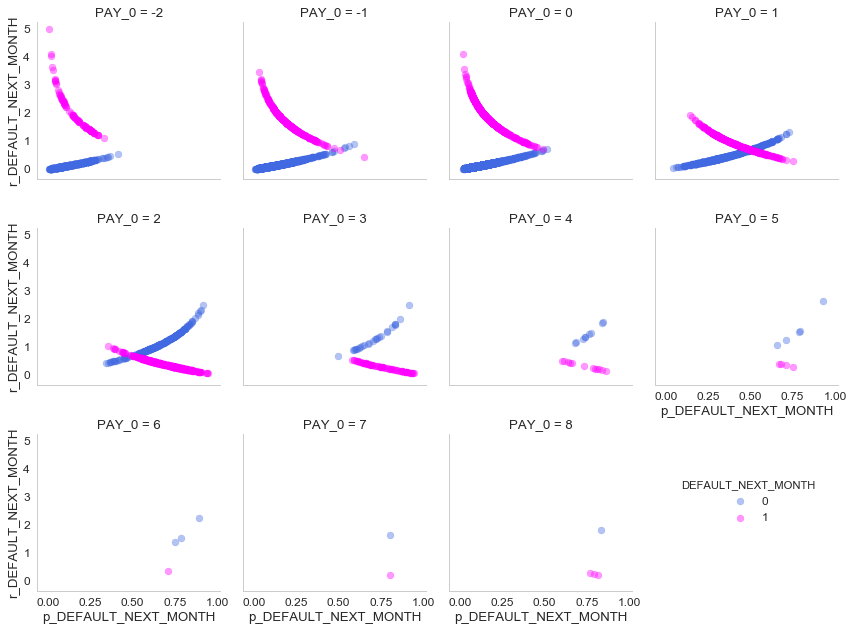 PAY_0 = -2
PAY_0 = -1
PAY_0 = 0
PAY_0 = 1
r_DEFAULT_NEXT_MONTH
5
4
3
2
1
0
PAY_0 = 2
PAY_0 = 3
PAY_0 = 4
PAY_0 = 5
r_DEFAULT_NEXT_MONTH
5
4
3
2
1
0
0.00 0.25 0.50 0.75 1.00
p_DEFAULT_NEXT_MONTH
PAY_0 = 6
PAY_0 = 7
PAY_0 = 8
r_DEFAULT_NEXT_MONTH
5
4
3
2
1
0
0.00 0.25 0.50 0.75 1.00
p_DEFAULT_NEXT_MONTH
0.00 0.25 0.50 0.75 1.00
p_DEFAULT_NEXT_MONTH
0.00 0.25 0.50 0.75 1.00
p_DEFAULT_NEXT_MONTH
DEFAULT_NEXT_MONTH
0
1